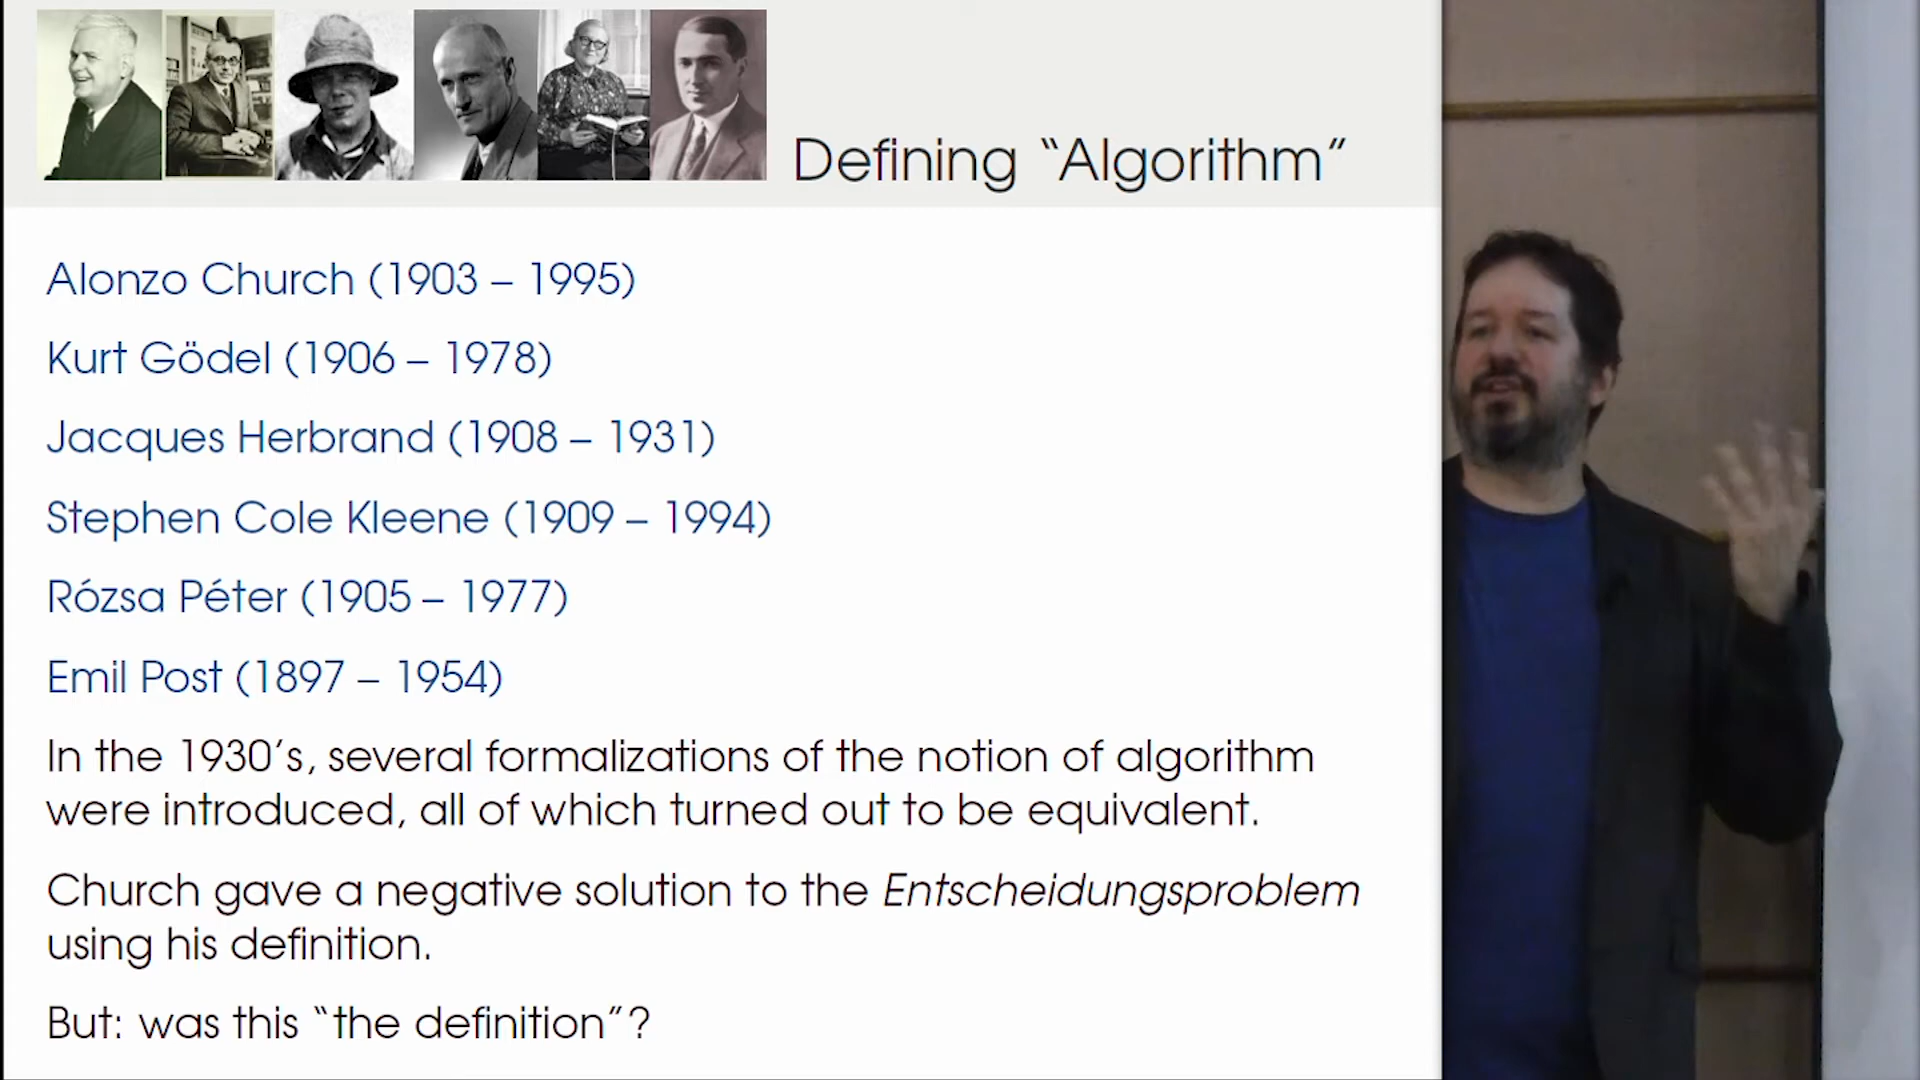 Defining “Algorithm”
Alonzo Church (1903 – 1995)
Kurt Gödel (1906 – 1978)
Jacques Herbrand (1908 – 1931)
Stephen Cole Kleene (1909 – 1994)
Rózsa Péter (1905 – 1977)
Emil Post (1897 – 1954)
In the 1930’s, several formalizations of the notion of algorithm
were introduced, all of which turned out to be equivalent.
Church gave a negative solution to the Entscheidungsproblem
using his definition.
But: was this “the definition”?